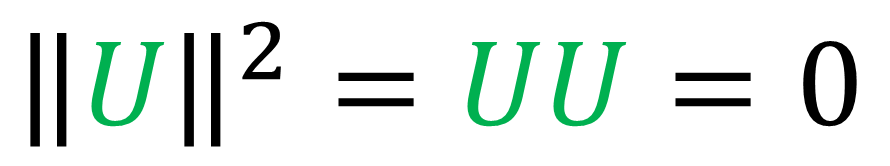 ‖U‖² = UU = 0